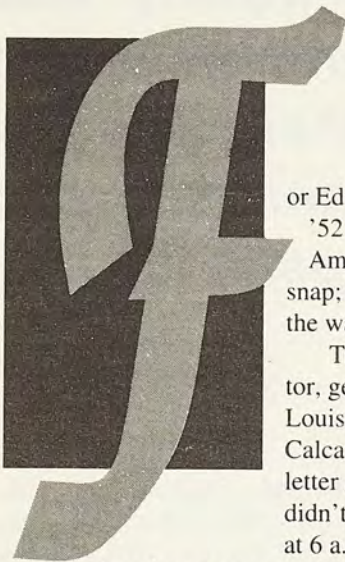 F
or Ed
'52
Am
snap;
the wa
T
tor, ge
Louis
Calca
letter
didn't
at 6 a.